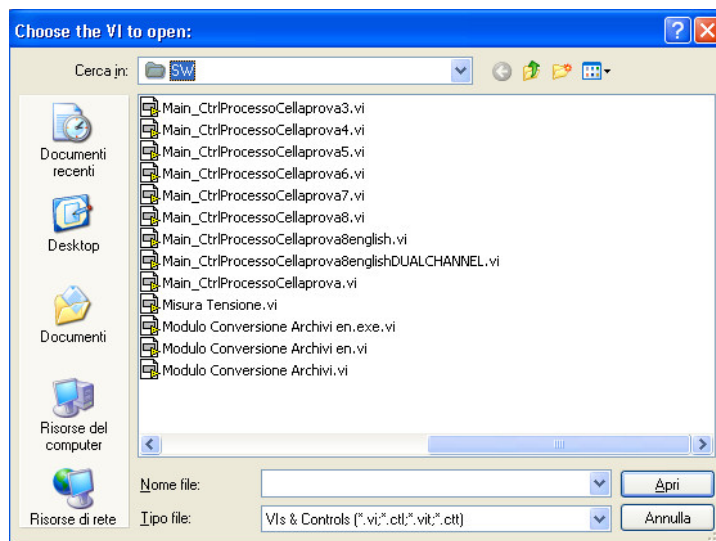 Choose the VI to open:
Cerca in: SW
Main_CtrlProcessoCellaprova3.vi
Main_CtrlProcessoCellaprova4.vi
Main_CtrlProcessoCellaprova5.vi
Main_CtrlProcessoCellaprova6.vi
Main_CtrlProcessoCellaprova7.vi
Main_CtrlProcessoCellaprova8.vi
Main_CtrlProcessoCellaprova8english.vi
Main_CtrlProcessoCellaprova8englishDUALCHANNEL.vi
Main_CtrlProcessoCellaprova.vi
Misura Tensione.vi
Modulo Conversione Archivi en.exe.vi
Modulo Conversione Archivi en.vi
Modulo Conversione Archivi.vi
Documenti
recenti
Desktop
Documenti
Risorse del
computer
Risorse di rete
Nome file:
Apri
Tipo file: VIs & Controls (*.vi;*.ctl;*.vit;*.ctt)
Annulla